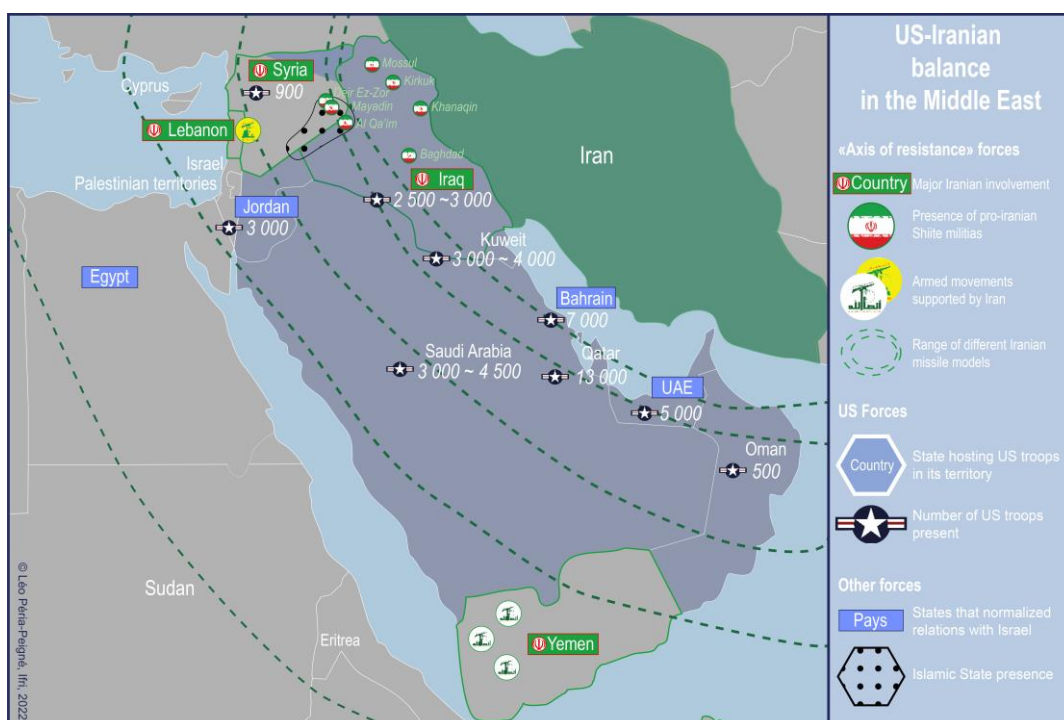 US-Iranian
balance
in the Middle East
«Axis of resistance» forces
Country
Major Iranian involvement
Presence of pro-iranian
Shiite militias
Armed movements
supported by Iran
Range of different Iranian
missile models
US Forces
Country
State hosting US troops
in its territory
Number of US troops
present
Other forces
Pays
States that normalized
relations with Israel
Islamic State presence
Cyprus
Syria
900
Mossul
Kirkuk
Deir Ez-Zor
Mayadin
Khanaqin
Al Qa'im
Lebanon
Baghdad
Iran
Israel
Palestinian territories
Iraq
2 500 ~3 000
Jordan
3 000
Kuweit
3 000 ~ 4 000
Egypt
Bahrain
7 000
Saudi Arabia
3 000 ~ 4 500
Qatar
13 000
UAE
5 000
Oman
500
Sudan
Eritrea
Yemen
© Léo Péria-Peigné, Ifri, 2022